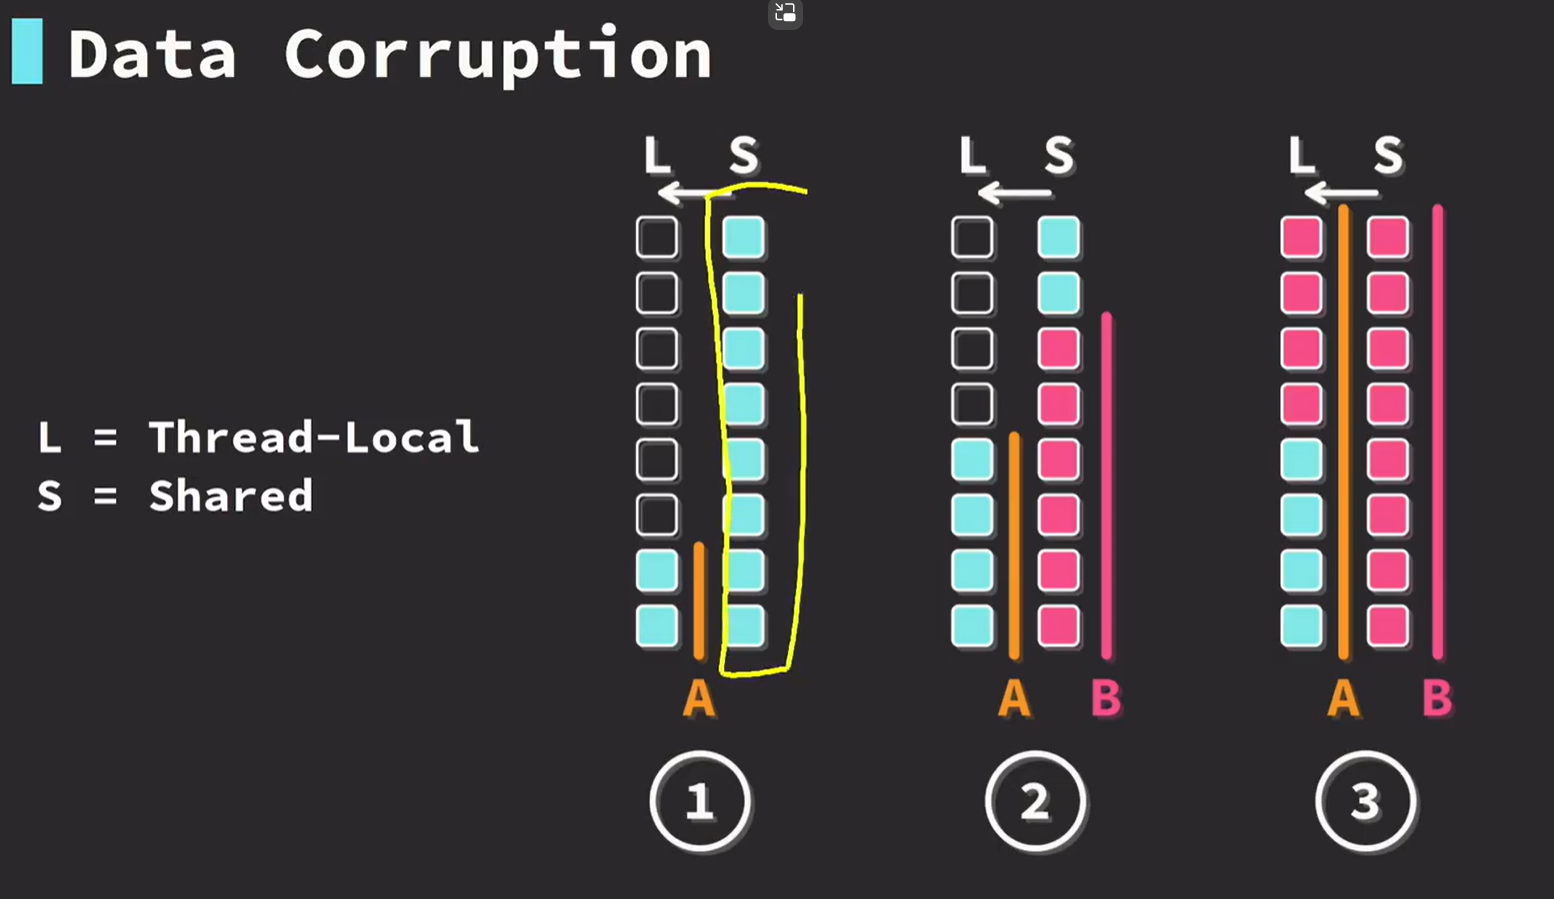 Data Corruption
L S
L S
L S
L = Thread-Local
S = Shared
A
A B
A B
1
2
3